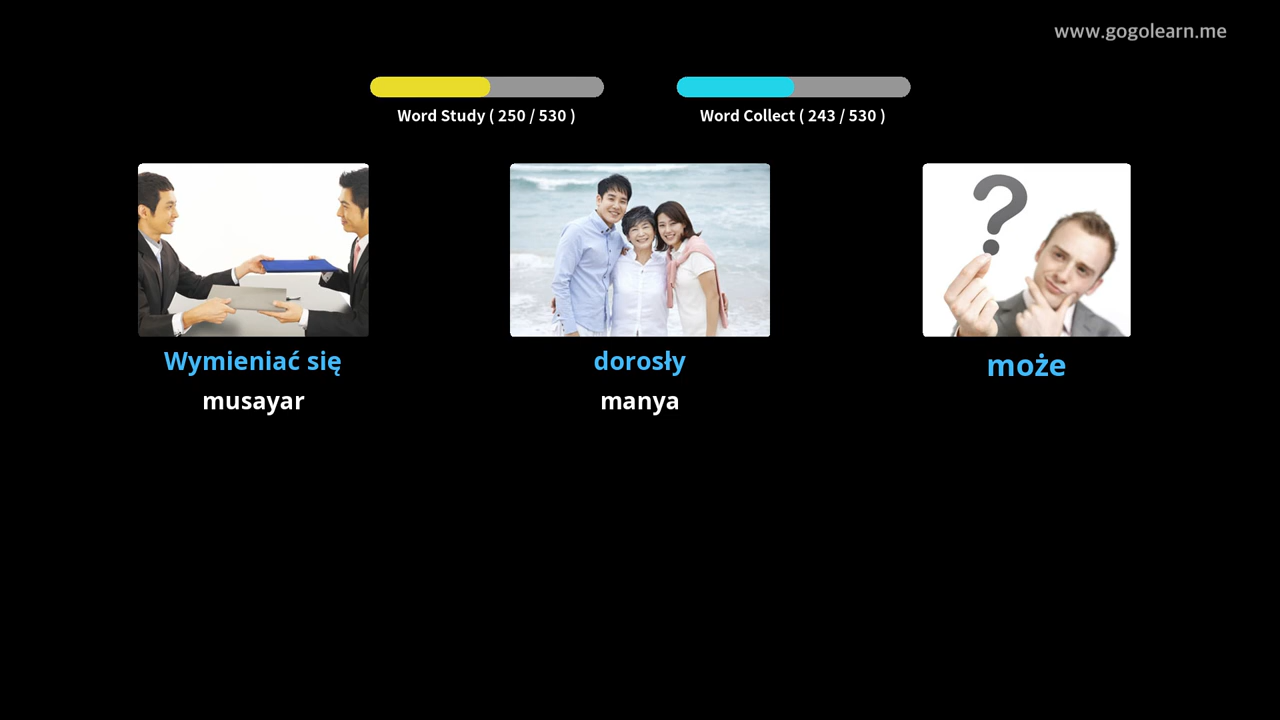 www.gogolearn.me
Word Study ( 250 / 530 )
Word Collect ( 243 / 530 )
Wymieniać się
musayar
dorosły
manya
może